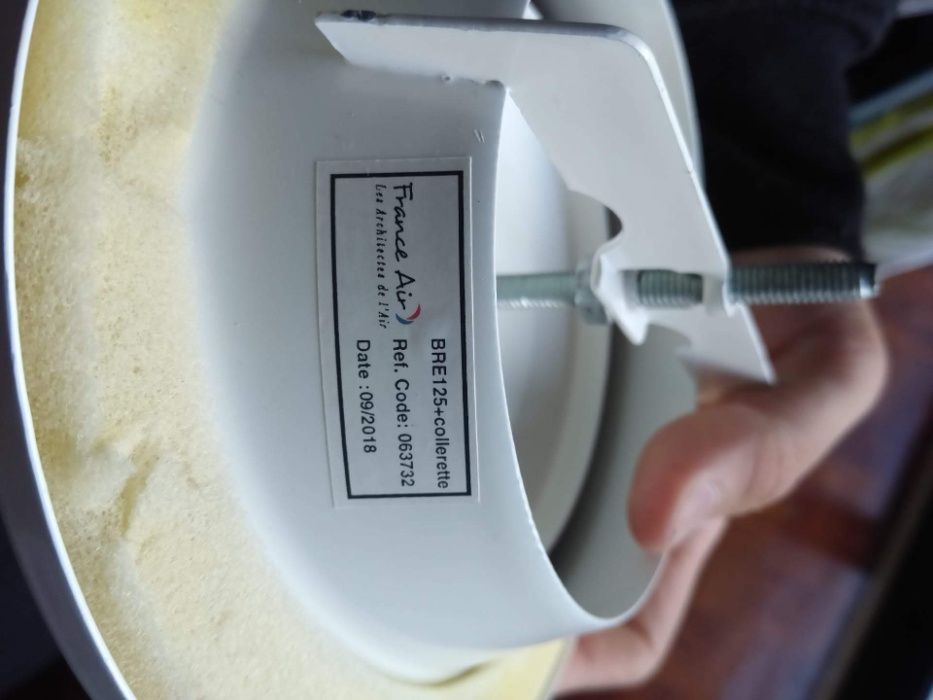 BRE125+collerette
France Air
Les Architectes de l'Air
Ref. Code: 063732
Date :09/2018